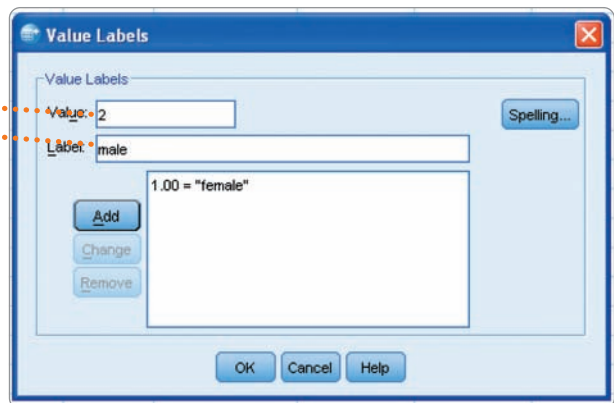 Value Labels
Value Labels
Value: 2
Spelling...
Label: male
1.00 = "female"
Add
Change
Remove
OK Cancel Help